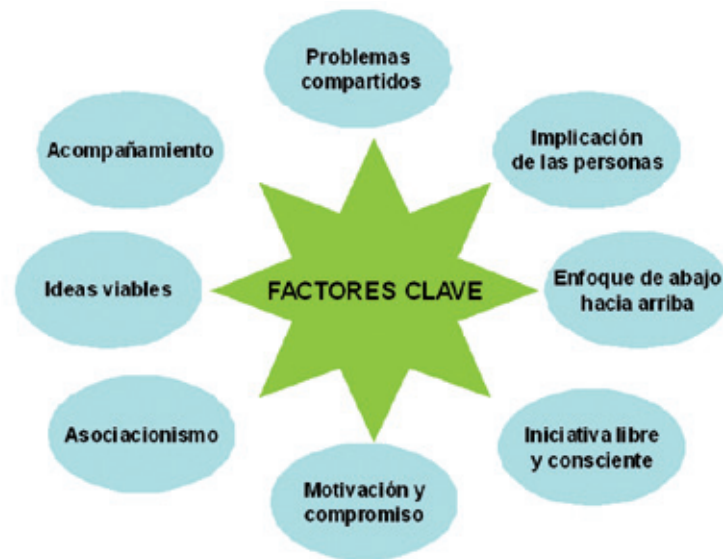 Problemas
compartidos
Acompañamiento
Implicación
de las personas
Ideas viables
FACTORES CLAVE
Enfoque de abajo
hacia arriba
Asociacionismo
Iniciativa libre
y consciente
Motivación y
compromiso